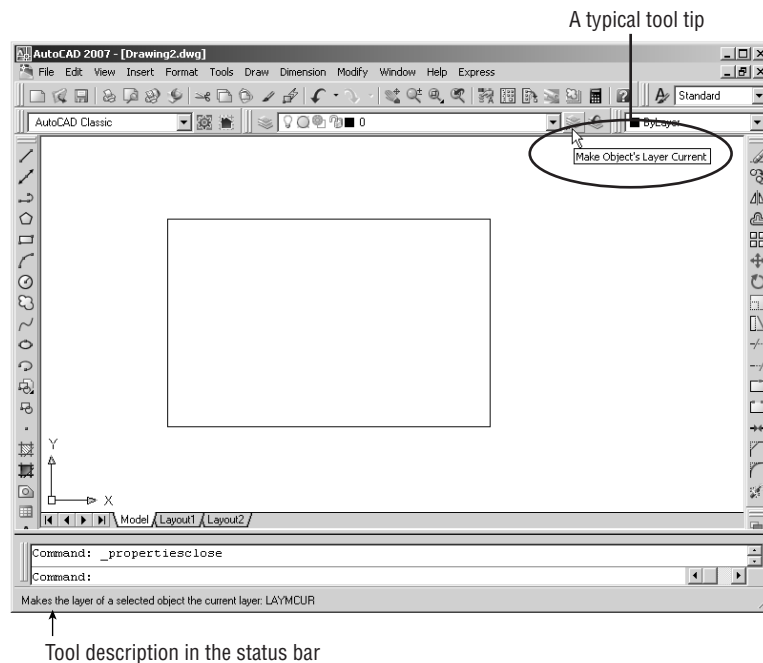 A typical tool tip
AutoCAD 2007 - [Drawing2.dwg]
File Edit View Insert Format Tools Draw Dimension Modify Window Help Express
Standard
AutoCAD Classic
0
ByLayer
Make Object's Layer Current
Y
X
Model Layout1 Layout2
Command: _propertiesclose
Command:
Makes the layer of a selected object the current layer: LAYMCUR
Tool description in the status bar